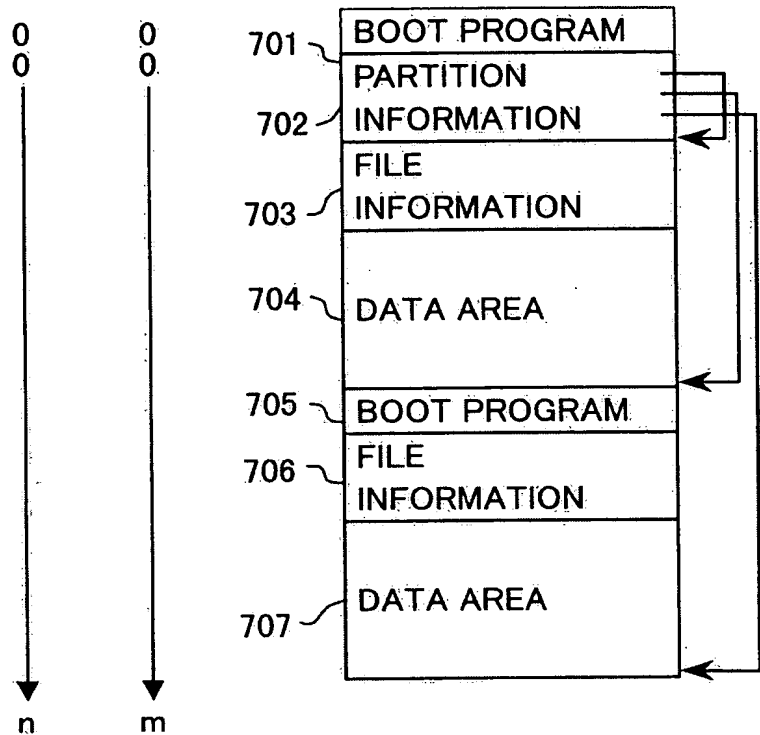 0 0
0 0
701 BOOT PROGRAM
PARTITION
702 INFORMATION
FILE
703 INFORMATION
704 DATA AREA
705 BOOT PROGRAM
FILE
706 INFORMATION
707 DATA AREA
n m